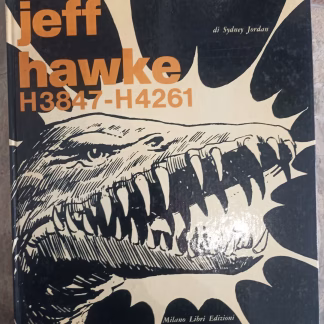 jeff
di Sydney Jordan
hawke
H3847-H4261
Milano Libri Edizioni